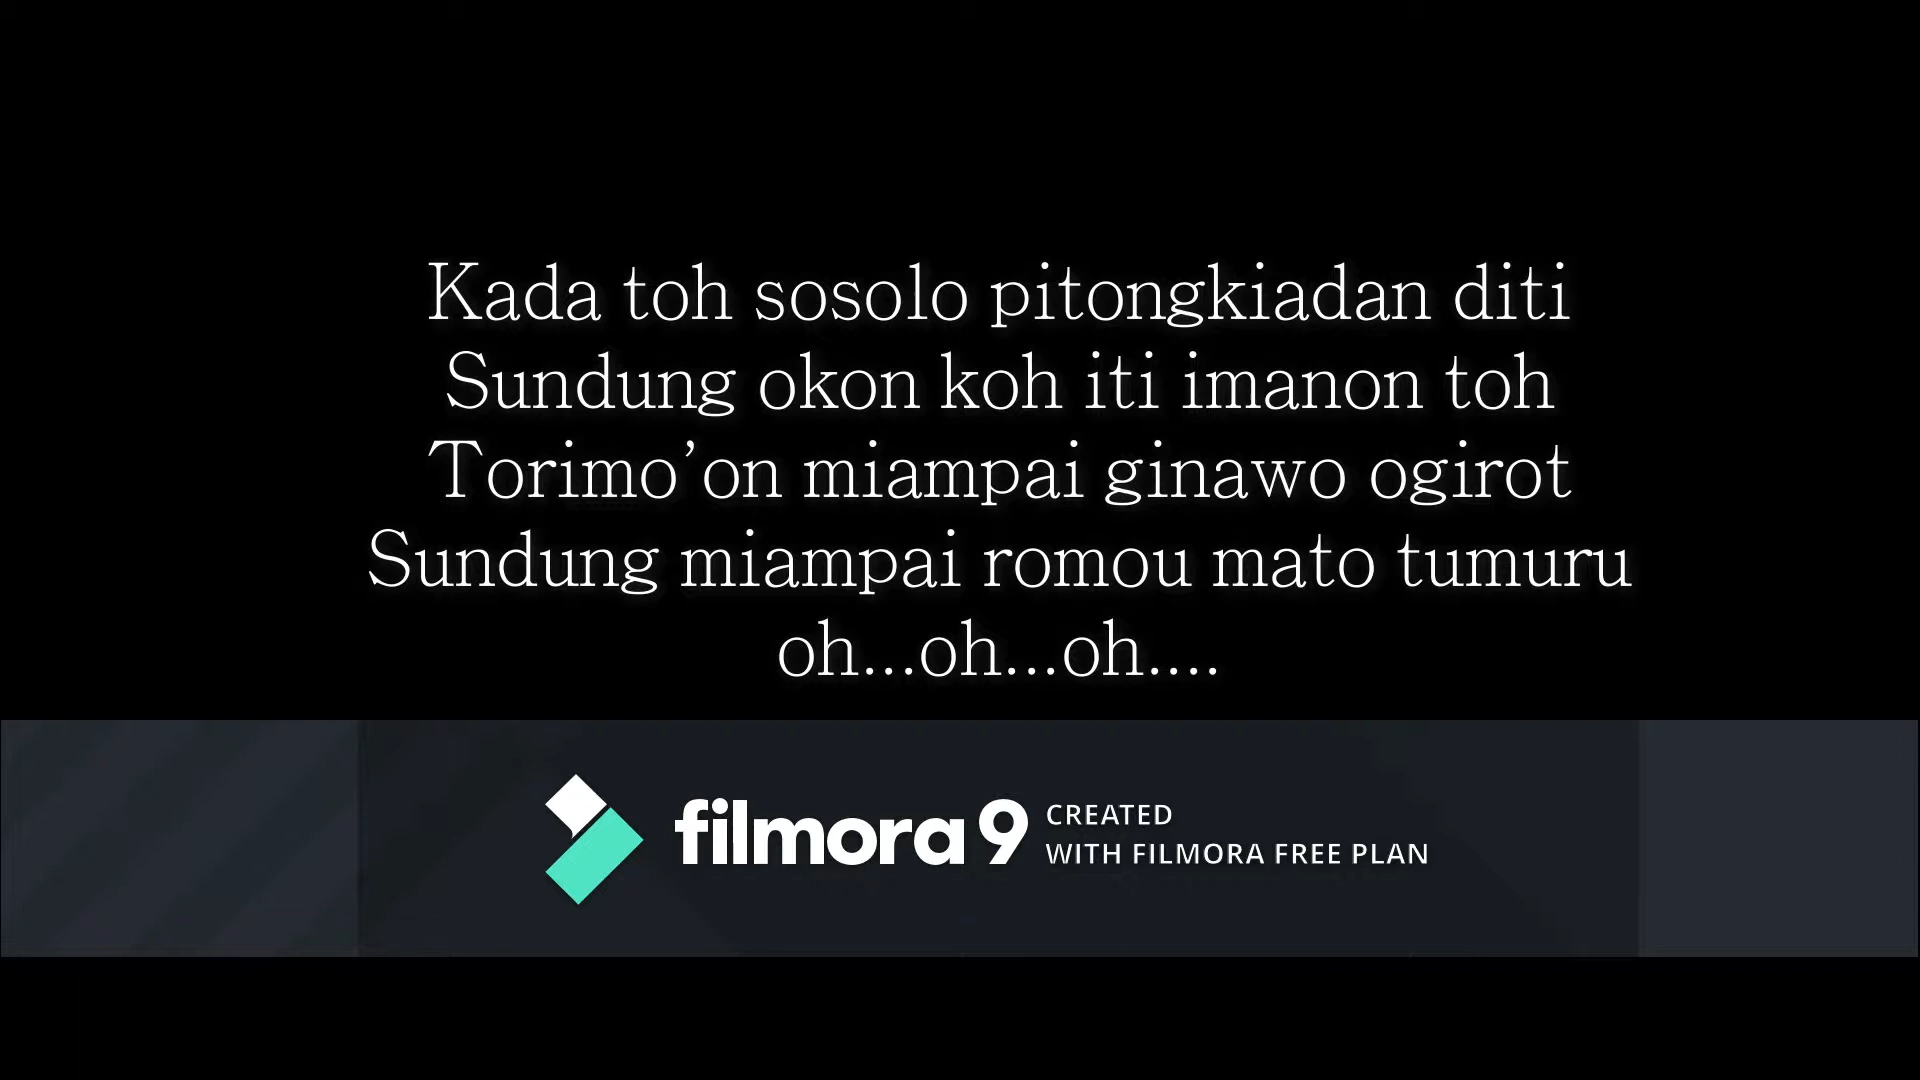 Kada toh sosolo pitongkiadan diti
Sundung okon koh iti imanon toh
Torimo’on miampai ginawo ogirot
Sundung miampai romou mato tumuru
oh...oh...oh....
filmora 9 CREATED
WITH FILMORA FREE PLAN